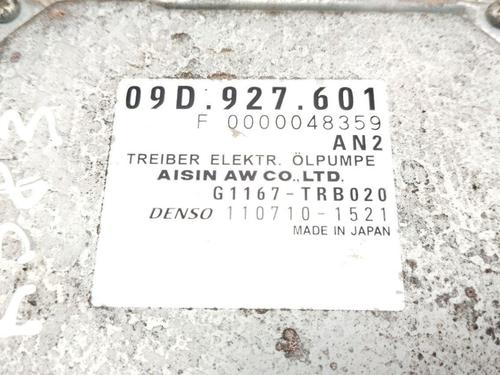 09D.927.601
F 0000048359
AN2
TREIBER ELEKTR. ÖLPUMPE
AISIN AW CO.,LTD.
G1167-TRB020
DENSO 110710-1521
MADE IN JAPAN